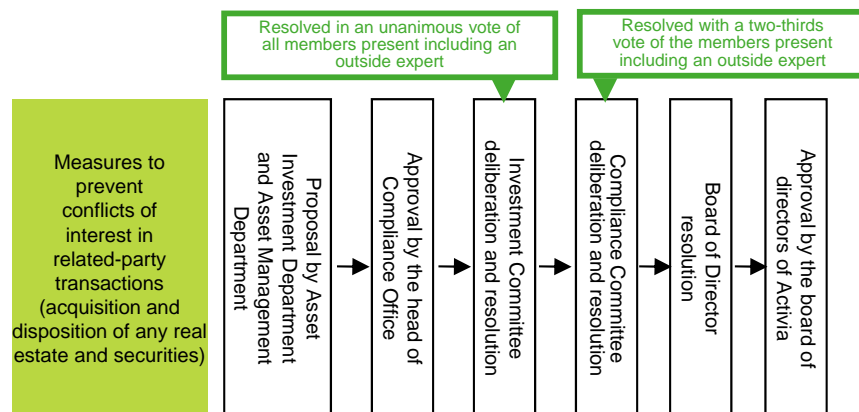 Resolved in an unanimous vote of
all members present including an
outside expert
Resolved with a two-thirds
vote of the members present
including an outside expert
Measures to
prevent
conflicts of
interest in
related-party
transactions
(acquisition and
disposition of any real
estate and securities)
Proposal by Asset
Investment Department
and Asset Management
Department
Approval by the head of
Compliance Office
Investment Committee
deliberation and resolution
Compliance Committee
deliberation and resolution
Board of Director
resolution
Approval by the board of
directors of Activia